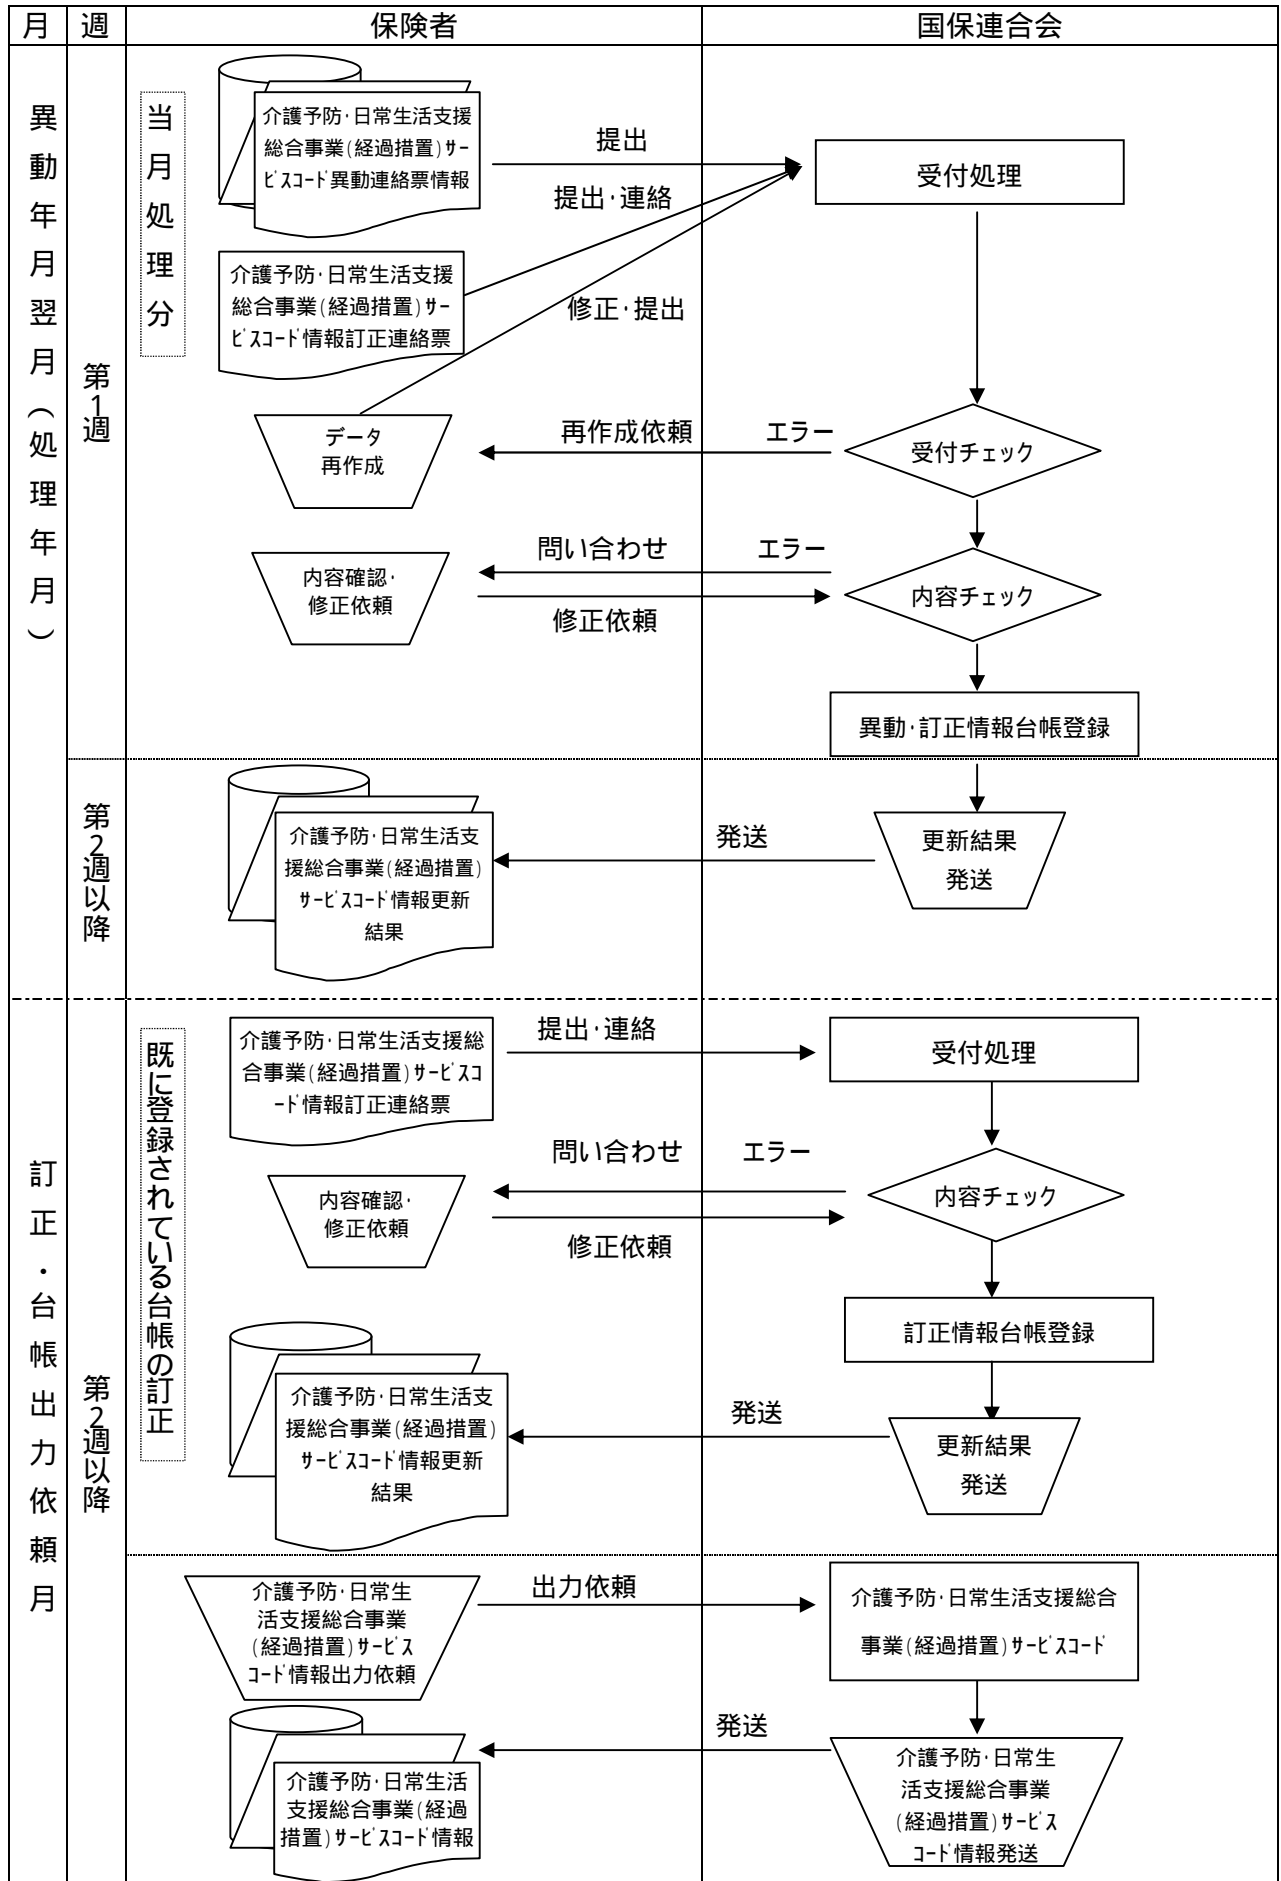 月
週
保険者
国保連合会
異動年月翌月(処理年月)
第1週
当月処理分
介護予防・日常生活支援
総合事業(経過措置)ｻｰ
ﾋﾞｽｺｰﾄﾞ異動連絡票情報
提出
受付処理
提出・連絡
介護予防・日常生活支援
総合事業(経過措置)ｻｰ
ﾋﾞｽｺｰﾄﾞ情報訂正連絡票
修正・提出
データ
再作成
再作成依頼
エラー
受付チェック
問い合わせ
エラー
内容確認・
修正依頼
内容チェック
修正依頼
異動・訂正情報台帳登録
第2週以降
介護予防・日常生活支
援総合事業(経過措置)
ｻｰﾋﾞｽｺｰﾄﾞ情報更新
結果
発送
更新結果
発送
訂正・台帳出力依頼月
第2週以降
既に登録されている台帳の訂正
介護予防・日常生活支援総
合事業(経過措置)ｻｰﾋﾞｽｺ
ｰﾄﾞ情報訂正連絡票
提出・連絡
受付処理
問い合わせ
エラー
内容確認・
修正依頼
内容チェック
修正依頼
訂正情報台帳登録
介護予防・日常生活支
援総合事業(経過措置)
ｻｰﾋﾞｽｺｰﾄﾞ情報更新
結果
発送
更新結果
発送
介護予防・日常生
活支援総合事業
(経過措置)ｻｰﾋﾞｽ
ｺｰﾄﾞ情報出力依頼
出力依頼
介護予防・日常生活支援総合
事業(経過措置)ｻｰﾋﾞｽｺｰﾄﾞ
介護予防・日常生活
支援総合事業(経過
措置)ｻｰﾋﾞｽｺｰﾄﾞ情報
発送
介護予防・日常生
活支援総合事業
(経過措置)ｻｰﾋﾞｽ
ｺｰﾄﾞ情報発送